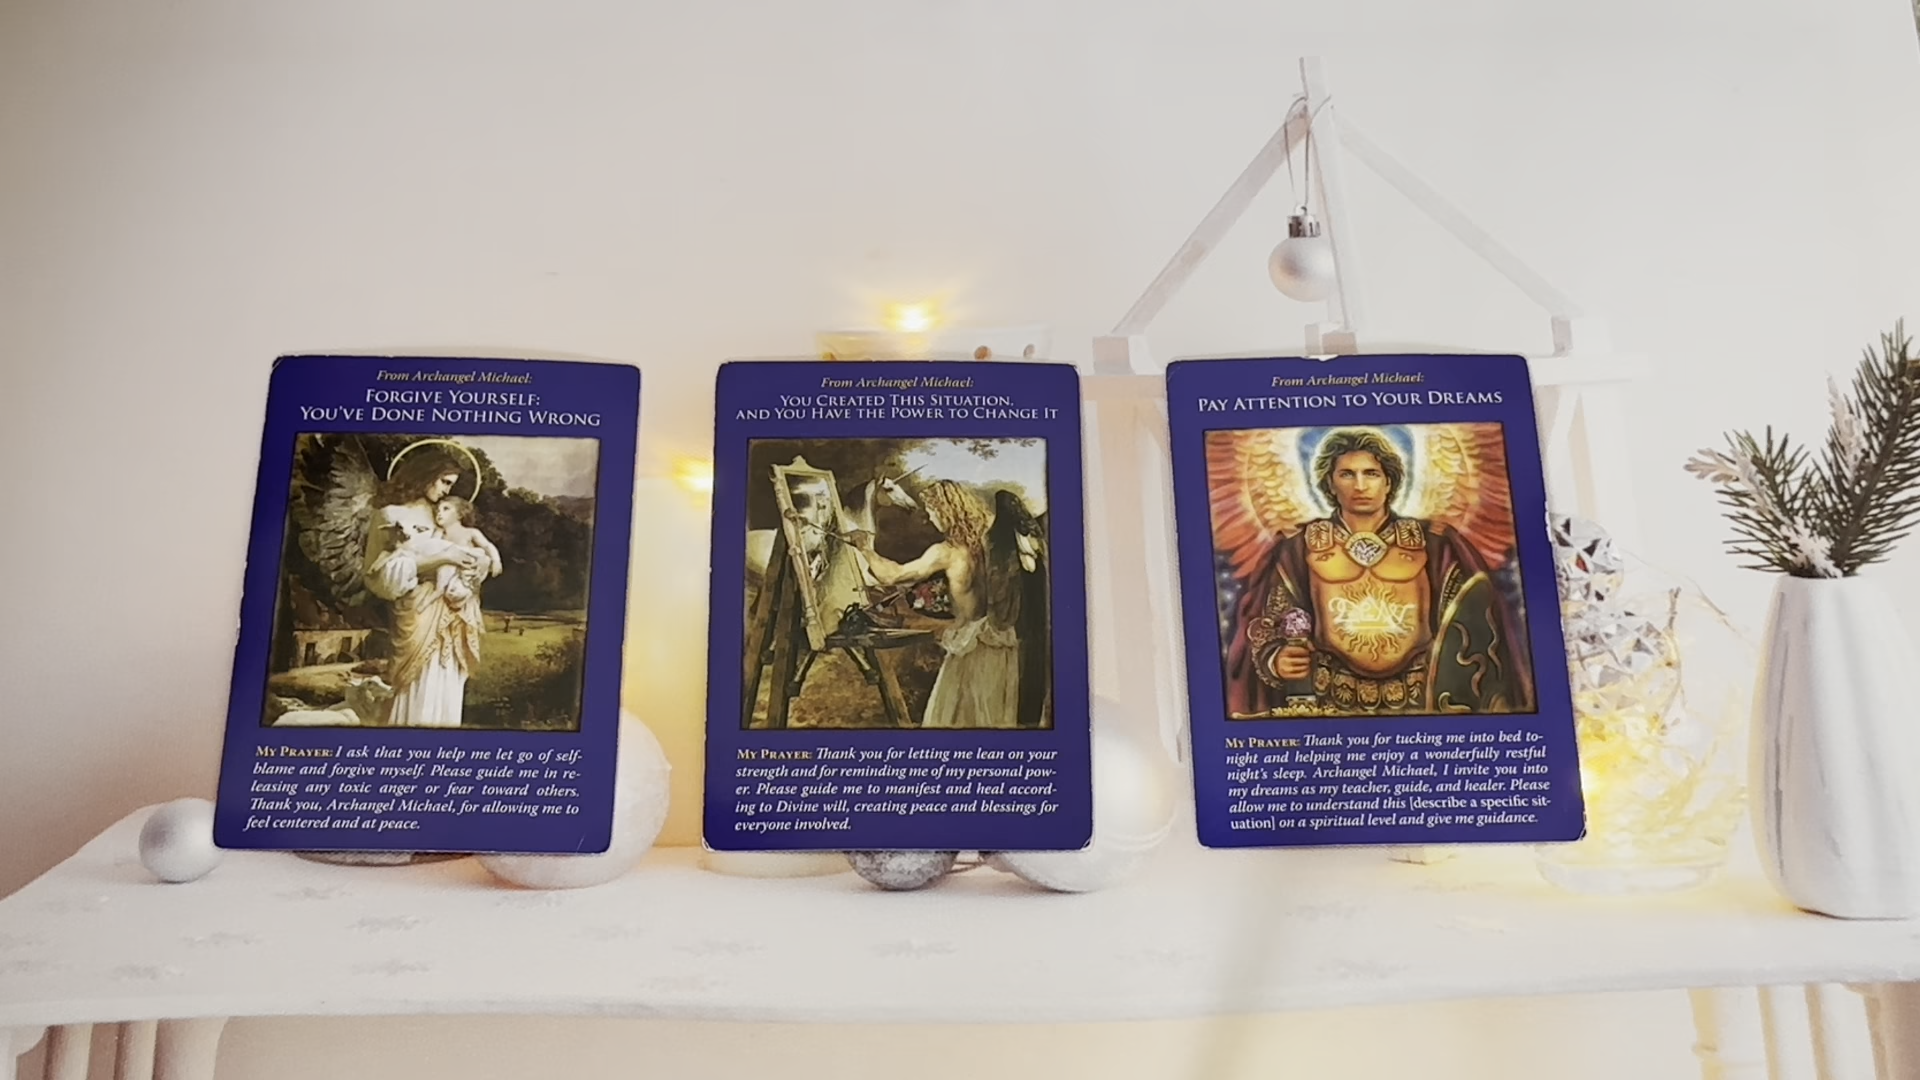 From Archangel Michael:
FORGIVE YOURSELF:
YOU'VE DONE NOTHING WRONG
MY PRAYER: I ask that you help me let go of self-
blame and forgive myself. Please guide me in re-
leasing any toxic anger or fear toward others.
Thank you, Archangel Michael, for allowing me to
feel centered and at peace.
From Archangel Michael:
YOU CREATED THIS SITUATION,
AND YOU HAVE THE POWER TO CHANGE IT
MY PRAYER: Thank you for letting me lean on your
strength and for reminding me of my personal pow-
er. Please guide me to manifest and heal accord-
ing to Divine will, creating peace and blessings for
everyone involved.
From Archangel Michael:
PAY ATTENTION TO YOUR DREAMS
MY PRAYER: Thank you for tucking me into bed to-
night and helping me enjoy a wonderfully restful
night's sleep. Archangel Michael, I invite you into
my dreams as my teacher, guide, and healer. Please
allow me to understand this [describe a specific sit-
uation] on a spiritual level and give me guidance.